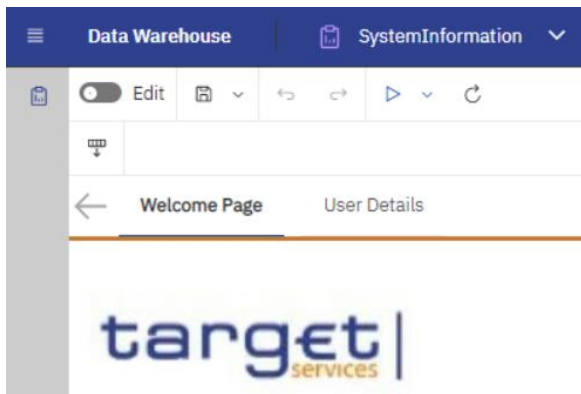 Data Warehouse SystemInformation
Edit
Welcome Page User Details
target
services